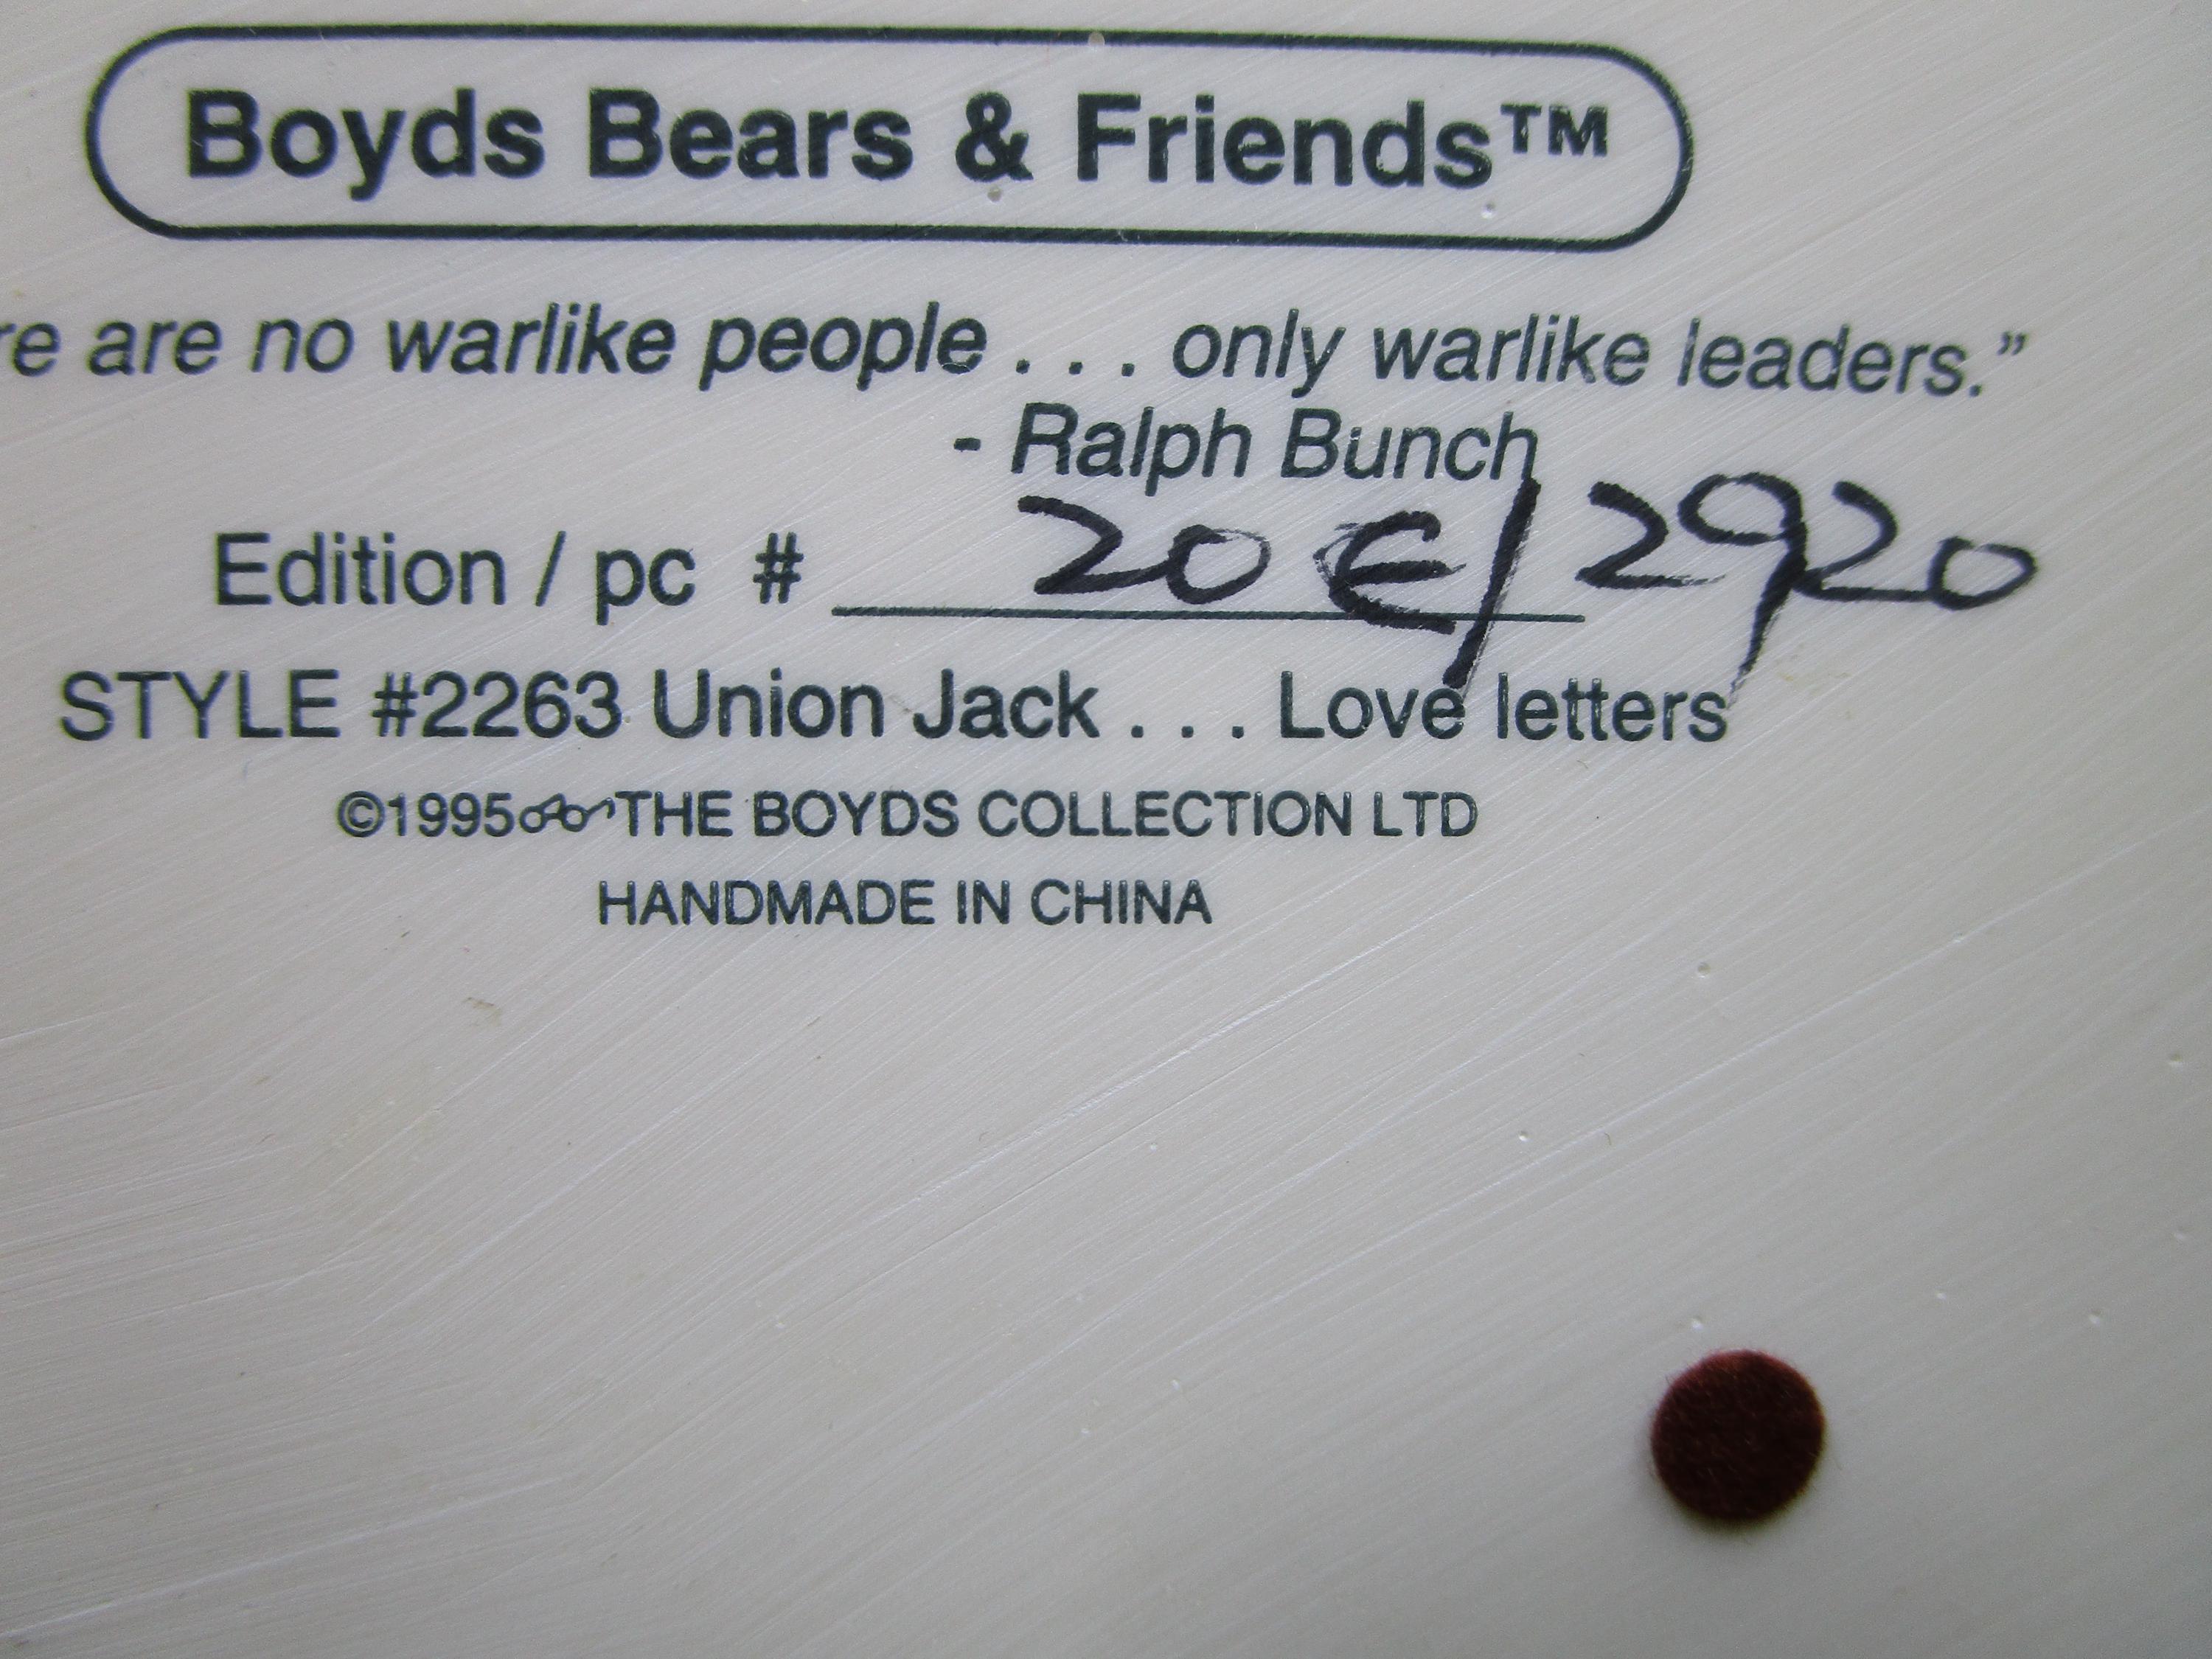 Boyds Bears & Friends™
re are no warlike people . . . only warlike leaders.”
- Ralph Bunch
Edition / pc # 20 E/2920
STYLE #2263 Union Jack . . . Love letters
©1995 THE BOYDS COLLECTION LTD
HANDMADE IN CHINA